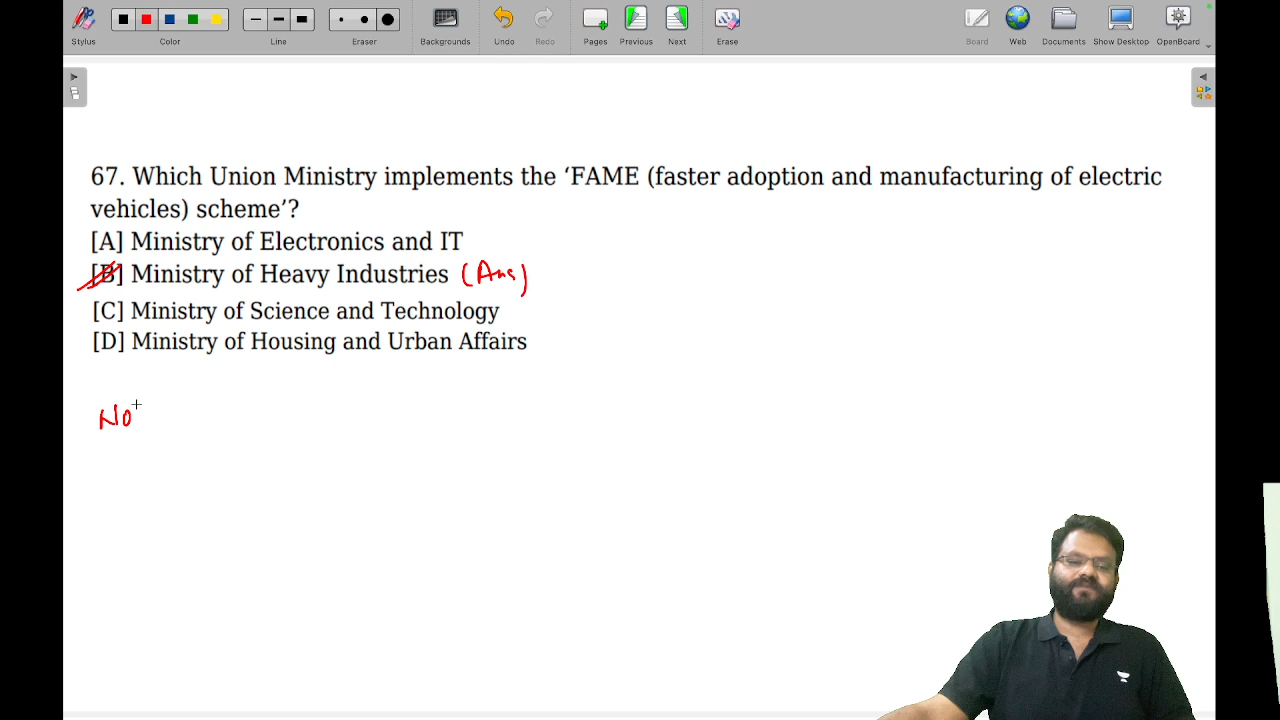 Stylus
Color
Line
Eraser
Backgrounds
Undo
Redo
Pages
Previous
Next
Erase
Board
Web
Documents
Show Desktop
OpenBoard
67. Which Union Ministry implements the ‘FAME (faster adoption and manufacturing of electric
vehicles) scheme’?
[A] Ministry of Electronics and IT
[B] Ministry of Heavy Industries (Ans)
[C] Ministry of Science and Technology
[D] Ministry of Housing and Urban Affairs
No